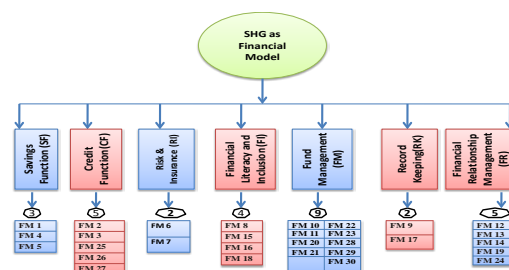 SHG as
Financial
Model
Savings
Function (SF)
Credit
Function(CF)
Risk &
Insurance (RI)
Financial
Literacy and
Inclusion(FI)
Fund
Management(FM)
Record
Keeping(RK)
Financial
Relationship
Management
(FR)
3
5
2
4
9
2
5
FM 1
FM 4
FM 5
FM 2
FM 3
FM 25
FM 26
FM 27
FM 6
FM 7
FM 8
FM 15
FM 16
FM 18
FM 10 FM 22
FM 11 FM 23
FM 20 FM 28
FM 21 FM 29
FM 30
FM 9
FM 17
FM 12
FM 13
FM 14
FM 19
FM 24